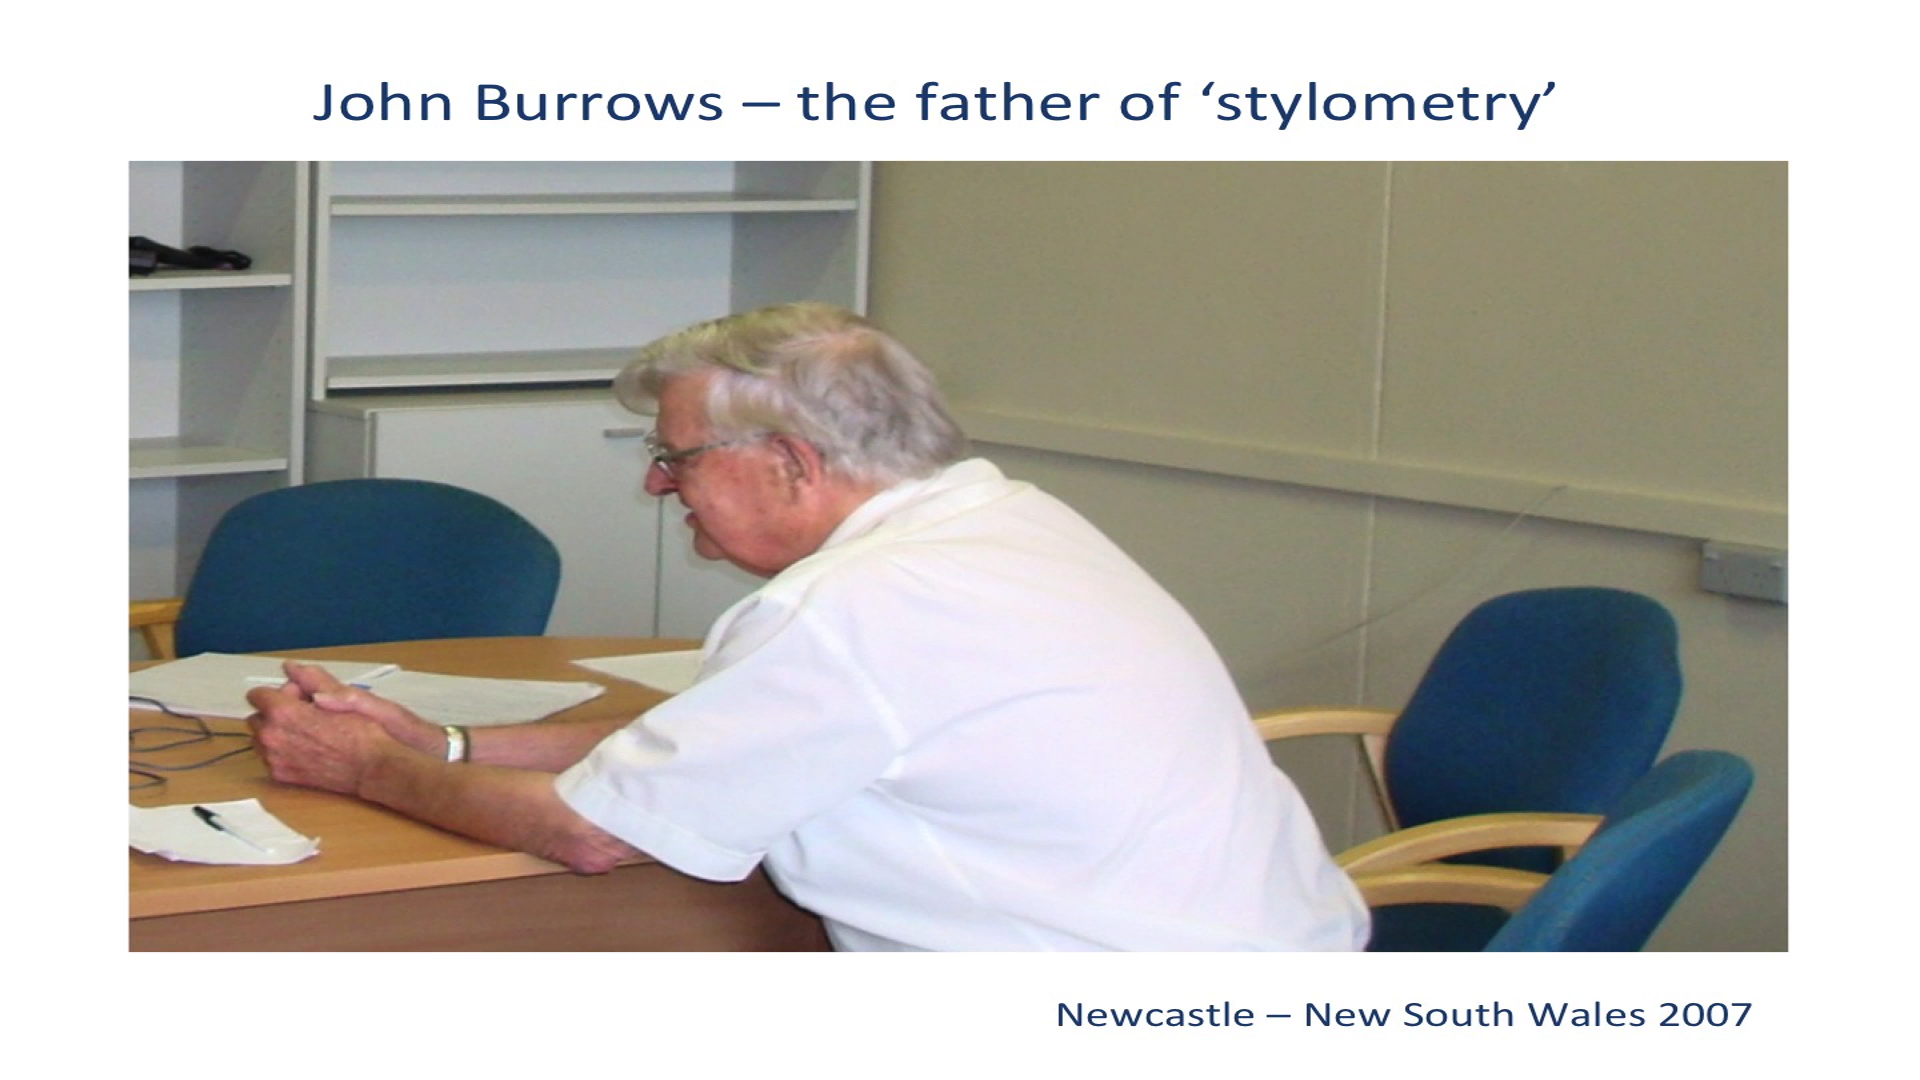 John Burrows – the father of ‘stylometry’
Newcastle – New South Wales 2007